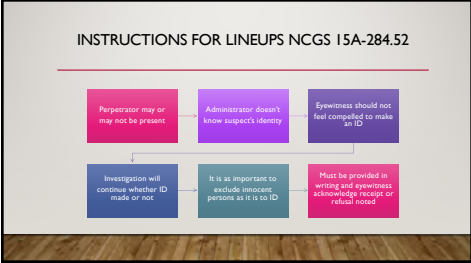 INSTRUCTIONS FOR LINEUPS NCGS 15A-284.52
Perpetrator may or
may not be present
Administrator doesn't
know suspect's identity
Eyewitness should not
feel compelled to make
an ID
Investigation will
continue whether ID
made or not
It is as important to
exclude innocent
persons as it is to ID
Must be provided in
writing and eyewitness
acknowledge receipt or
refusal noted